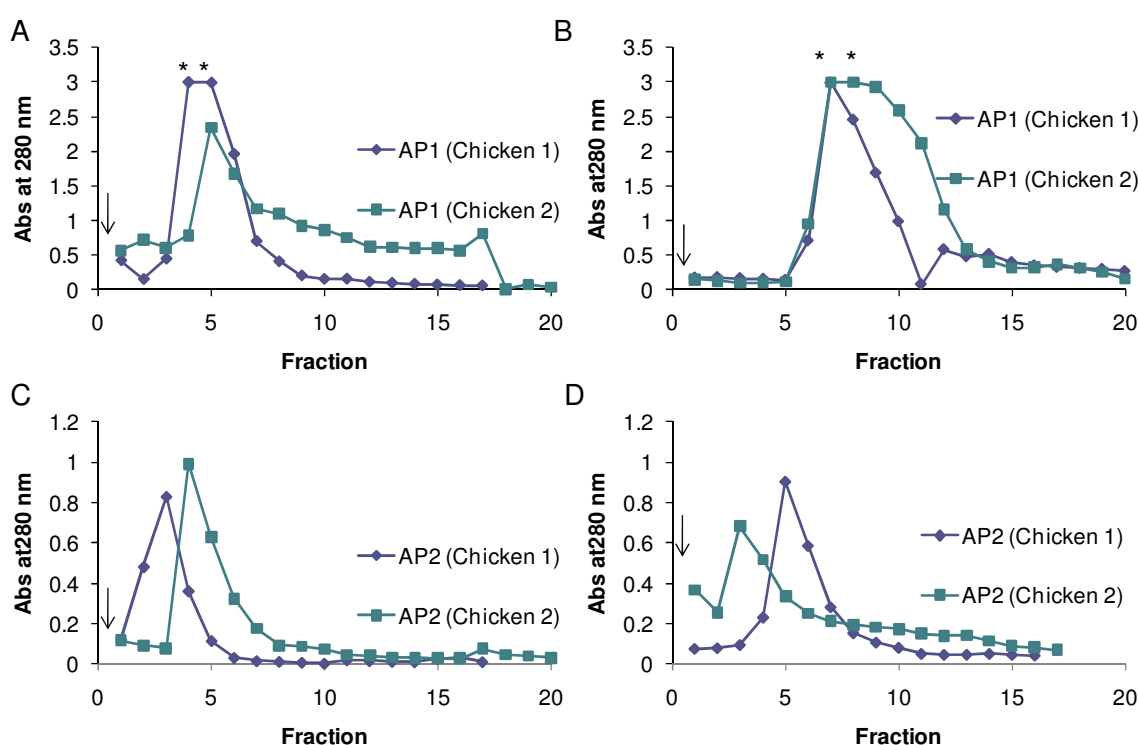 A
Abs at 280 nm
3.5
3
2.5
2
1.5
1
0.5
0
* *
AP1 (Chicken 1)
AP1 (Chicken 2)
0 5 10 15 20
Fraction
B
Abs at280 nm
3.5
3
2.5
2
1.5
1
0.5
0
* *
AP1 (Chicken 1)
AP1 (Chicken 2)
0 5 10 15 20
Fraction
C
Abs at280 nm
1.2
1
0.8
0.6
0.4
0.2
0
AP2 (Chicken 1)
AP2 (Chicken 2)
0 5 10 15 20
Fraction
D
Abs at280 nm
1.2
1
0.8
0.6
0.4
0.2
0
AP2 (Chicken 1)
AP2 (Chicken 2)
0 5 10 15 20
Fraction